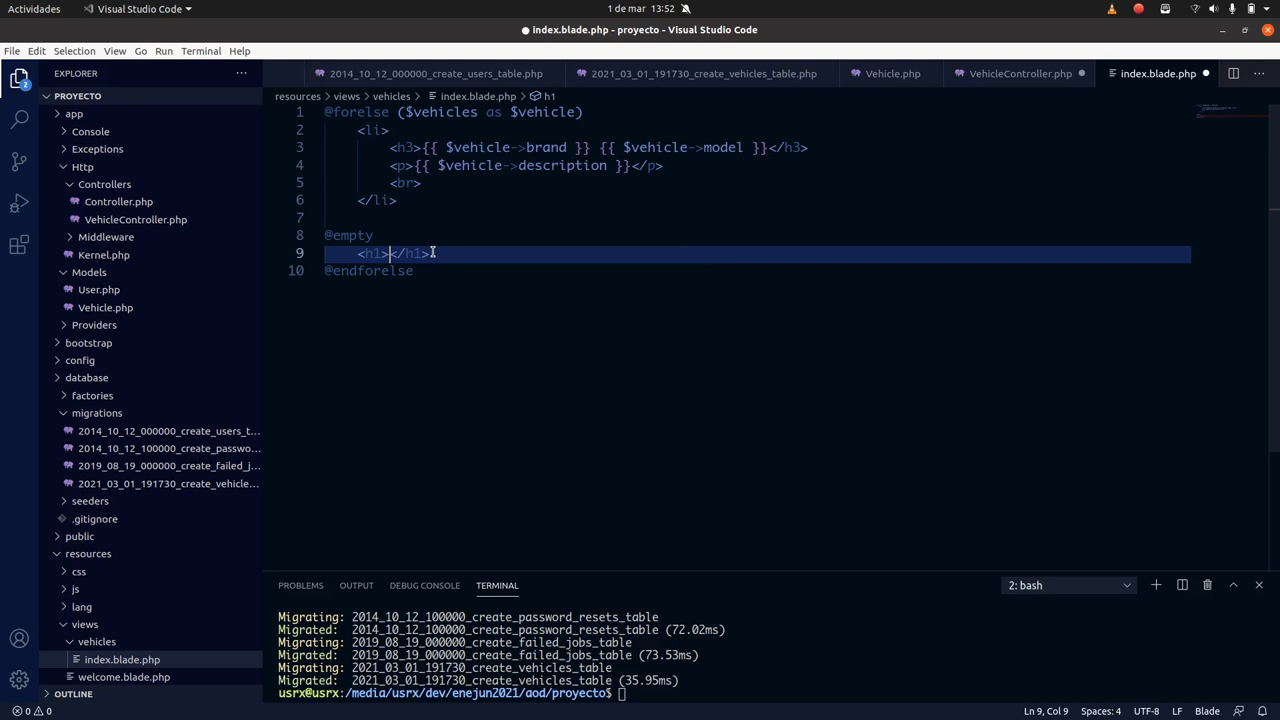 Actividades
Visual Studio Code
1 de mar 13:52
index.blade.php - proyecto - Visual Studio Code
File Edit Selection View Go Run Terminal Help
EXPLORER
2014_10_12_000000_create_users_table.php
2021_03_01_191730_create_vehicles_table.php
Vehicle.php
VehicleController.php
index.blade.php
PROYECTO
app
Console
Exceptions
Http
Controllers
Controller.php
VehicleController.php
Middleware
Kernel.php
Models
User.php
Vehicle.php
Providers
bootstrap
config
database
factories
migrations
2014_10_12_000000_create_users_t...
2014_10_12_100000_create_passwo...
2019_08_19_000000_create_failed_j...
2021_03_01_191730_create_vehicle...
seeders
.gitignore
public
resources
css
js
lang
views
vehicles
index.blade.php
welcome.blade.php
OUTLINE
2
resources > views > vehicles > index.blade.php > h1
1 @forelse ($vehicles as $vehicle)
2 <li>
3 <h3>{{ $vehicle->brand }} {{ $vehicle->model }}</h3>
4 <p>{{ $vehicle->description }}</p>
5 <br>
6 </li>
7
8 @empty
9 <h1></h1>
10 @endforelse
PROBLEMS OUTPUT DEBUG CONSOLE TERMINAL
2: bash
Migrating: 2014_10_12_100000_create_password_resets_table
Migrated: 2014_10_12_100000_create_password_resets_table (72.02ms)
Migrating: 2019_08_19_000000_create_failed_jobs_table
Migrated: 2019_08_19_000000_create_failed_jobs_table (73.53ms)
Migrating: 2021_03_01_191730_create_vehicles_table
Migrated: 2021_03_01_191730_create_vehicles_table (35.95ms)
usrx@usrx:/media/usrx/dev/enejun2021/aod/proyecto$
0 0
Ln 9, Col 9 Spaces: 4 UTF-8 LF Blade